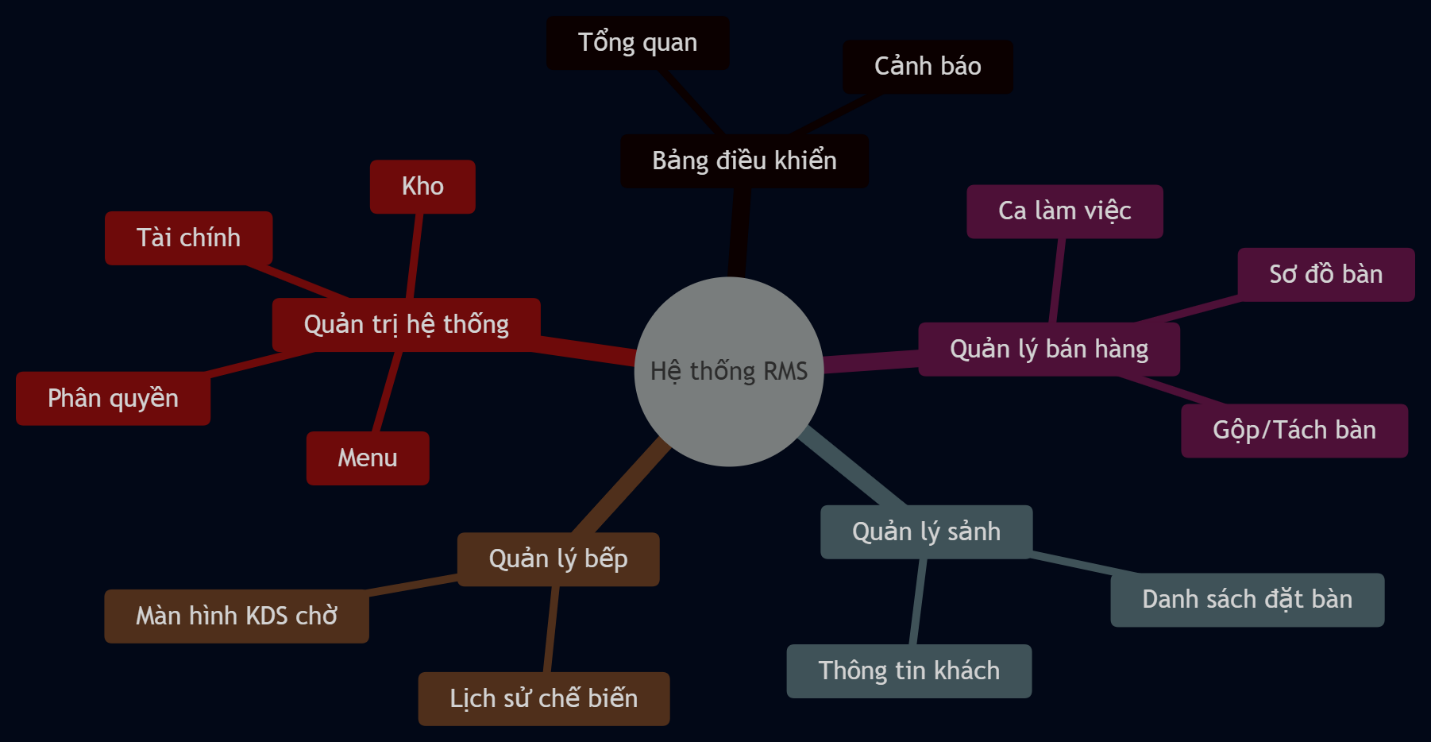 Tổng quan
Cảnh báo
Bảng điều khiển
Kho
Ca làm việc
Tài chính
Sơ đồ bàn
Quản trị hệ thống
Quản lý bán hàng
Hệ thống RMS
Phân quyền
Gộp/Tách bàn
Menu
Quản lý sảnh
Quản lý bếp
Danh sách đặt bàn
Màn hình KDS chờ
Thông tin khách
Lịch sử chế biến